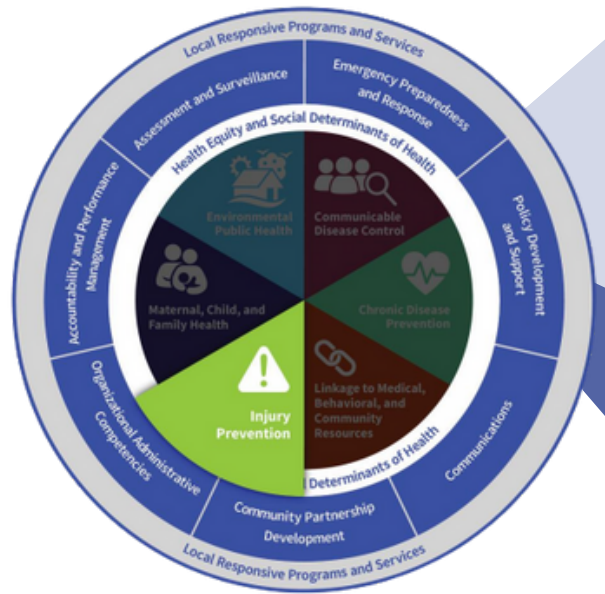 Local Responsive Programs and Services
Assessment and Surveillance
Emergency Preparedness
and Response
Health Equity and Social Determinants of Health
Accountability and Performance
Management
Policy Development
and Support
Environmental
Public Health
Communicable
Disease Control
Maternal, Child, and
Family Health
Chronic Disease
Prevention
Injury
Prevention
Linkage to Medical,
Behavioral, and
Community
Resources
Organizational Administrative
Competencies
Communications
l Determinants of Health
Community Partnership
Development
Local Responsive Programs and Services